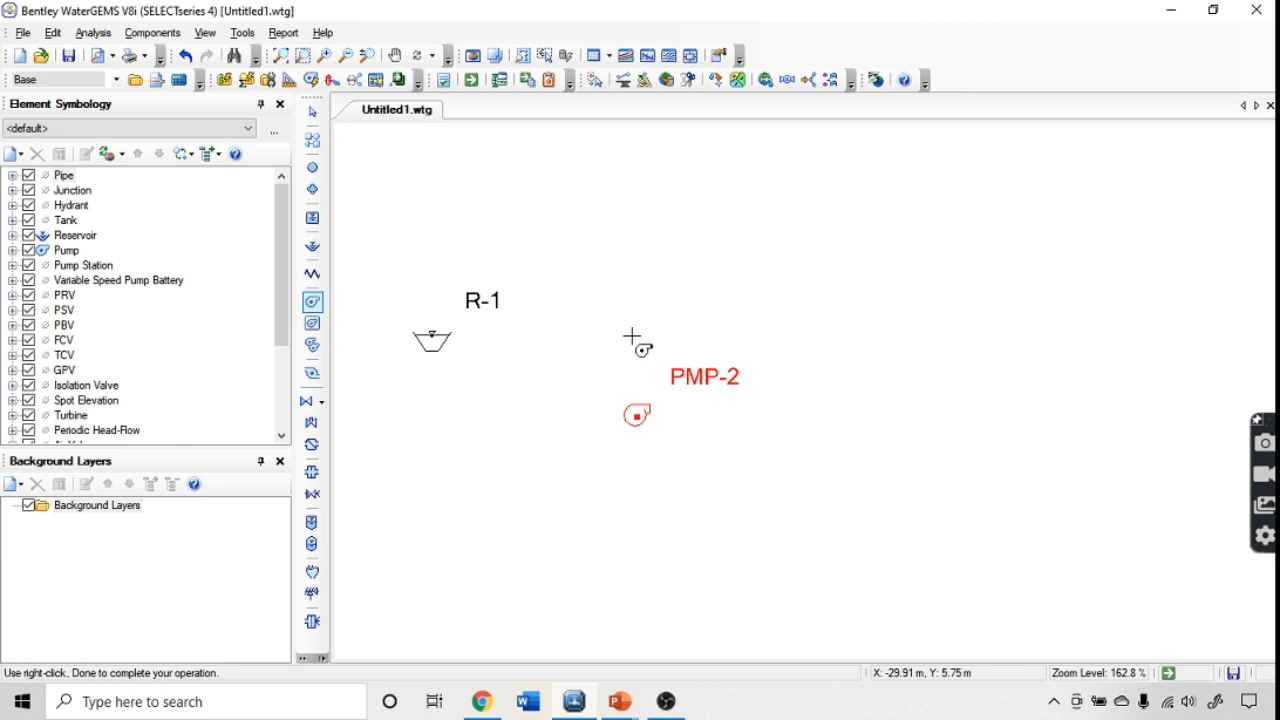 Bentley WaterGEMS V8i (SELECTseries 4) [Untitled1.wtg]
File Edit Analysis Components View Tools Report Help
Base
Element Symbology
Untitled1.wtg
<default>
...
Pipe
Junction
Hydrant
Tank
Reservoir
Pump
Pump Station
Variable Speed Pump Battery
PRV
PSV
PBV
FCV
TCV
GPV
Isolation Valve
Spot Elevation
Turbine
Periodic Head-Flow
R-1
PMP-2
Background Layers
Background Layers
Use right-click, Done to complete your operation.
X: -29.91 m, Y: 5.75 m
Zoom Level: 162.8 %
Type here to search